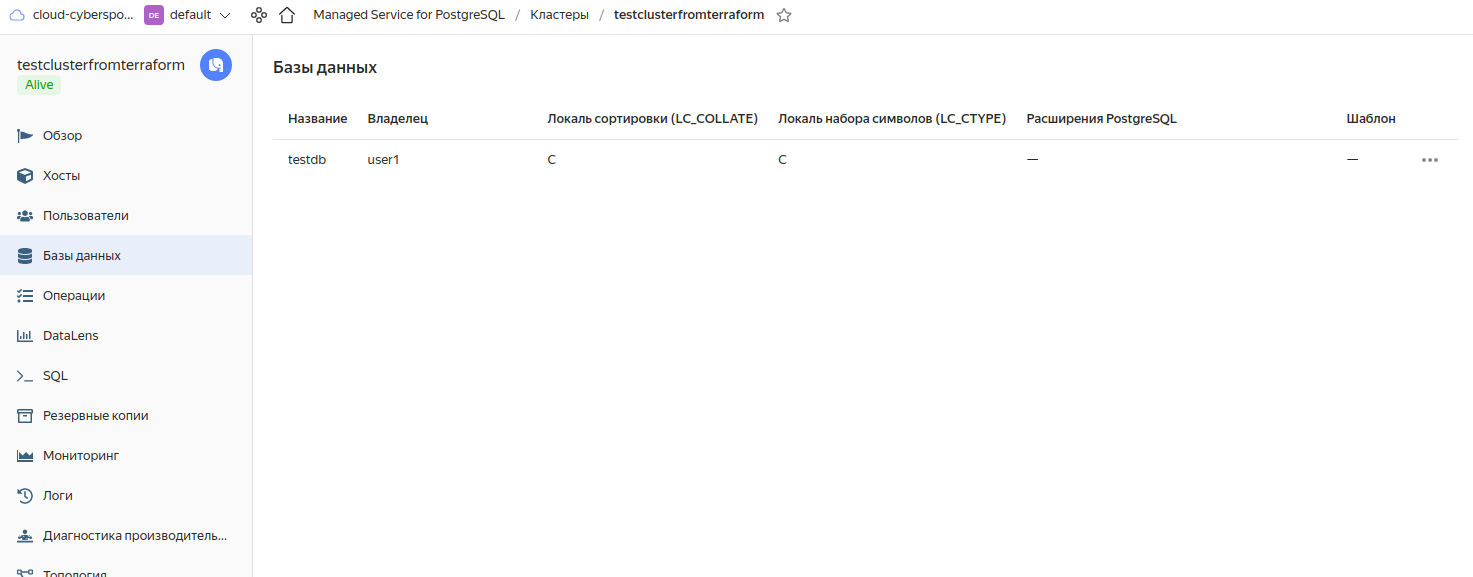 cloud-cyberspo... DE default Managed Service for PostgreSQL / Кластеры / testclusterfromterraform
testclusterfromterraform
Alive
Обзор
Хосты
Пользователи
Базы данных
Операции
DataLens
SQL
Резервные копии
Мониторинг
Логи
Диагностика производитель...
Топология
Базы данных
Название Владелец Локаль сортировки (LC_COLLATE) Локаль набора символов (LC_CTYPE) Расширения PostgreSQL Шаблон
testdb user1 C C — —